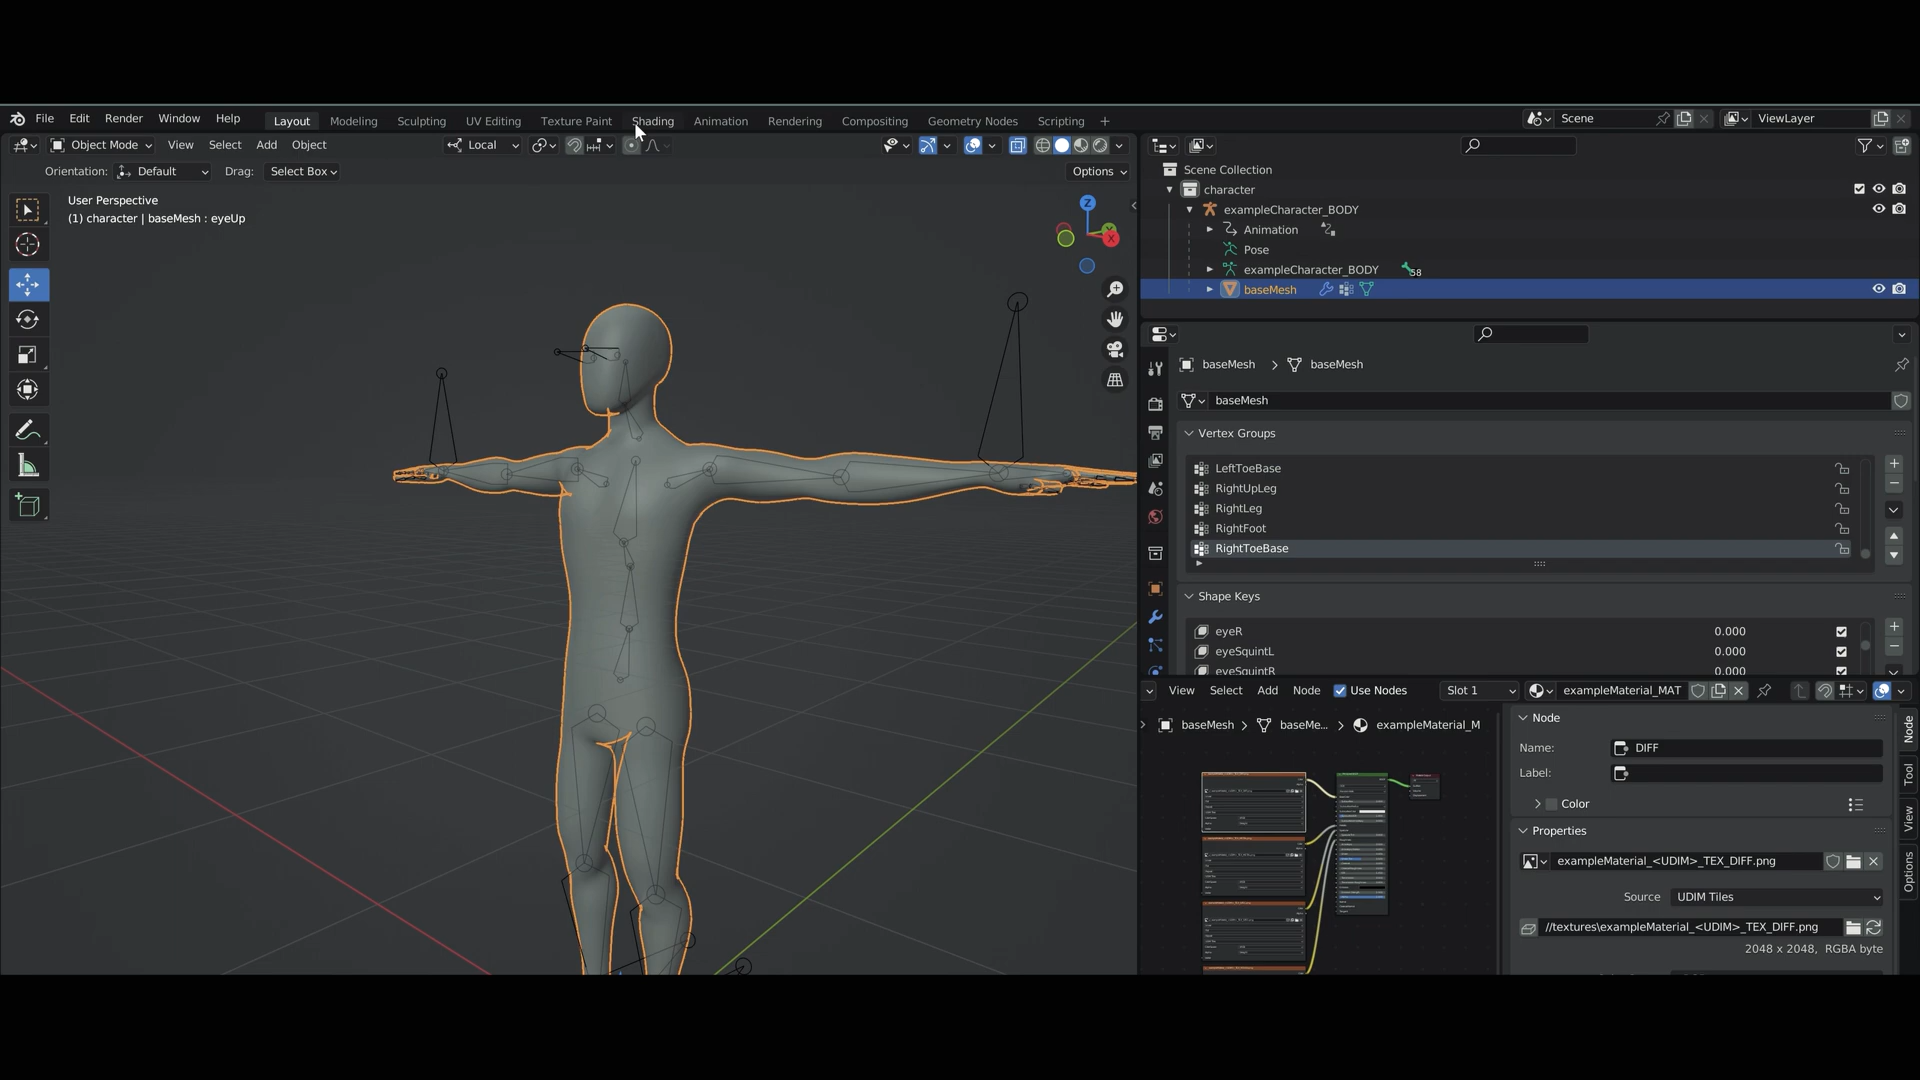 File Edit Render Window Help Layout Modeling Sculpting UV Editing Texture Paint Shading Animation Rendering Compositing Geometry Nodes Scripting + Scene ViewLayer
Object Mode View Select Add Object Local
Orientation: Default Drag: Select Box Options
User Perspective
(1) character | baseMesh : eyeUp
Z
X
Scene Collection
character
exampleCharacter_BODY
Animation
Pose
exampleCharacter_BODY 58
baseMesh
baseMesh > baseMesh
baseMesh
Vertex Groups
LeftToeBase
RightUpLeg
RightLeg
RightFoot
RightToeBase
Shape Keys
eyeR 0.000
eyeSquintL 0.000
eyeSquintR 0.000
View Select Add Node Use Nodes Slot 1 exampleMaterial_MAT
baseMesh > baseMe... > exampleMaterial_M
Node
Name: DIFF
Label:
Color
Properties
exampleMaterial_<UDIM>_TEX_DIFF.png
Source UDIM Tiles
//textures\exampleMaterial_<UDIM>_TEX_DIFF.png
2048 x 2048, RGBA byte
Node
Tool
View
Options